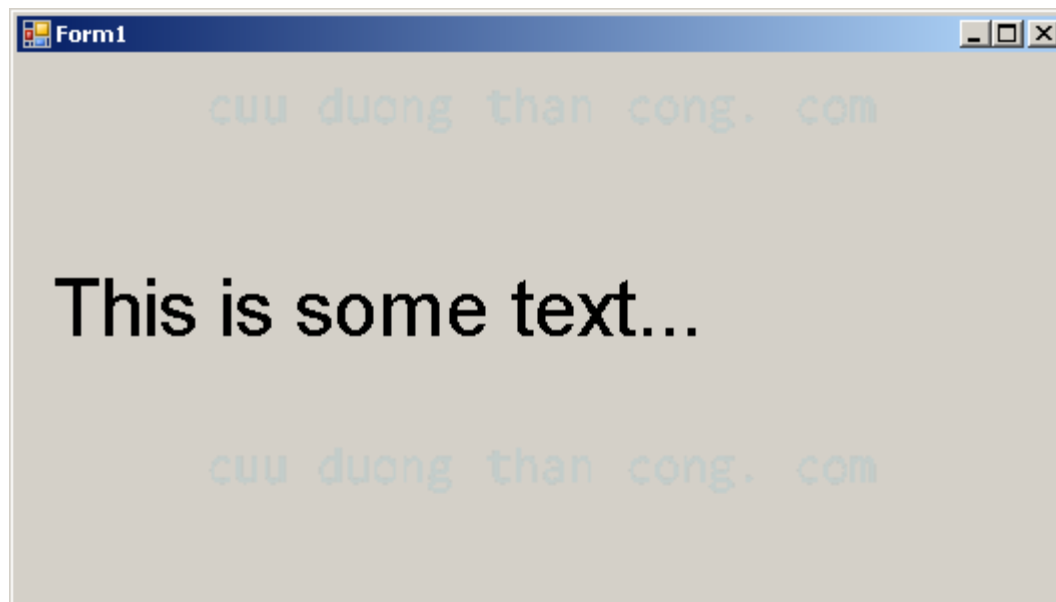 Form1
cuu duong than cong. com
This is some text...
cuu duong than cong. com